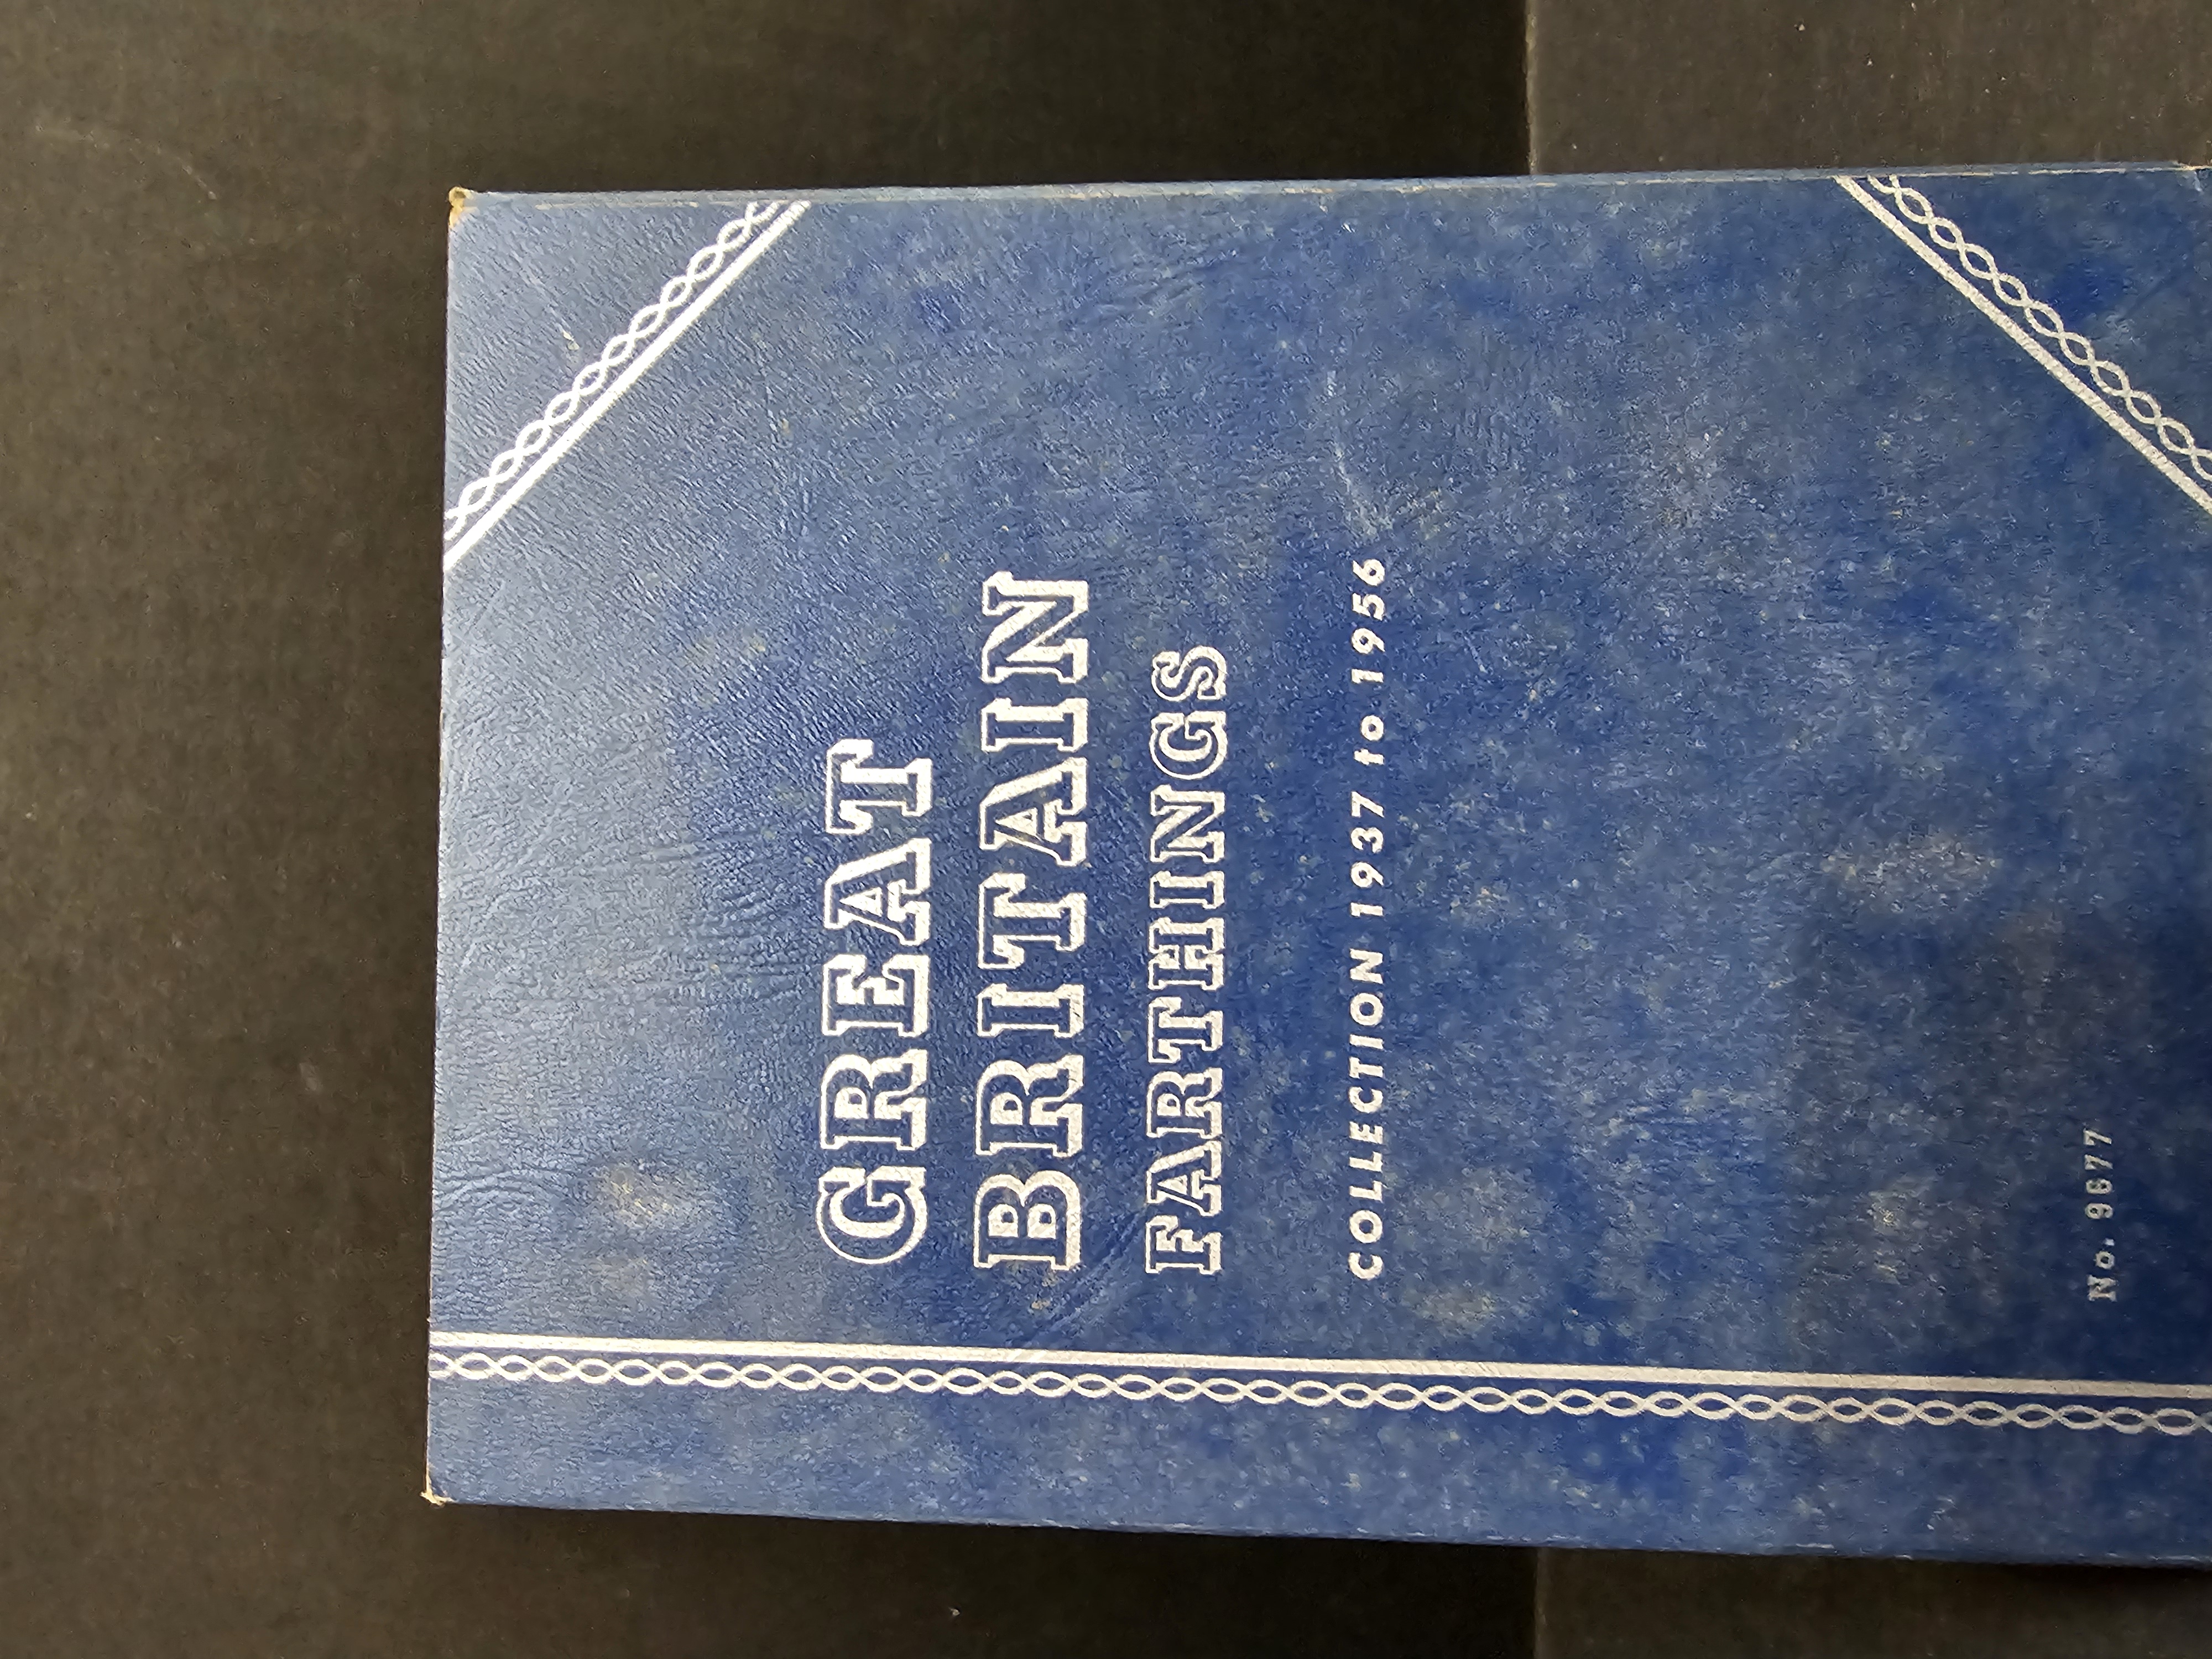 GREAT
BRITAIN
FARTHINGS
COLLECTION 1937 to 1956
No. 9677